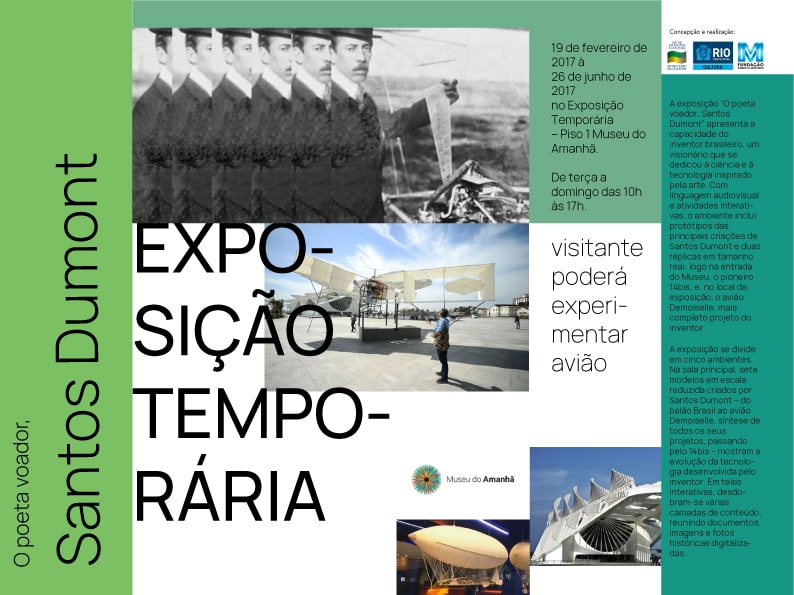 O poeta voador,
Santos Dumont
EXPO-
SIÇÃO
TEMPO-
RÁRIA
19 de fevereiro de
2017 à
26 de junho de
2017
no Exposição
Temporária
– Piso 1 Museu do
Amanhã.
De terça a
domingo das 10h
às 17h.
visitante
poderá
experi-
mentar
avião
Museu do Amanhã
Concepção e realização:
RIO
CULTURA
FUNDAÇÃO
A exposição “O poeta
voador, Santos
Dumont” apresenta a
capacidade do
inventor brasileiro, um
visionário que se
dedicou à ciência e à
tecnologia inspirado
pela arte. Com
linguagem audiovisual
e atividades interati-
vas, o ambiente inclui
protótipos das
principais criações de
Santos Dumont e duas
réplicas em tamanho
real: logo na entrada
do Museu, o pioneiro
14bis, e, no local da
exposição, o avião
Demoiselle, mais
completo projeto do
inventor.
A exposição se divide
em cinco ambientes.
Na sala principal, sete
modelos em escala
reduzida criados por
Santos Dumont – do
balão Brasil ao avião
Demoiselle, síntese de
todos os seus
projetos, passando
pelo 14bis – mostram a
evolução da tecnolo-
gia desenvolvida pelo
inventor. Em telas
interativas, desdo-
bram-se várias
camadas de conteúdo,
reunindo documentos,
imagens e fotos
históricas digitaliza-
das.